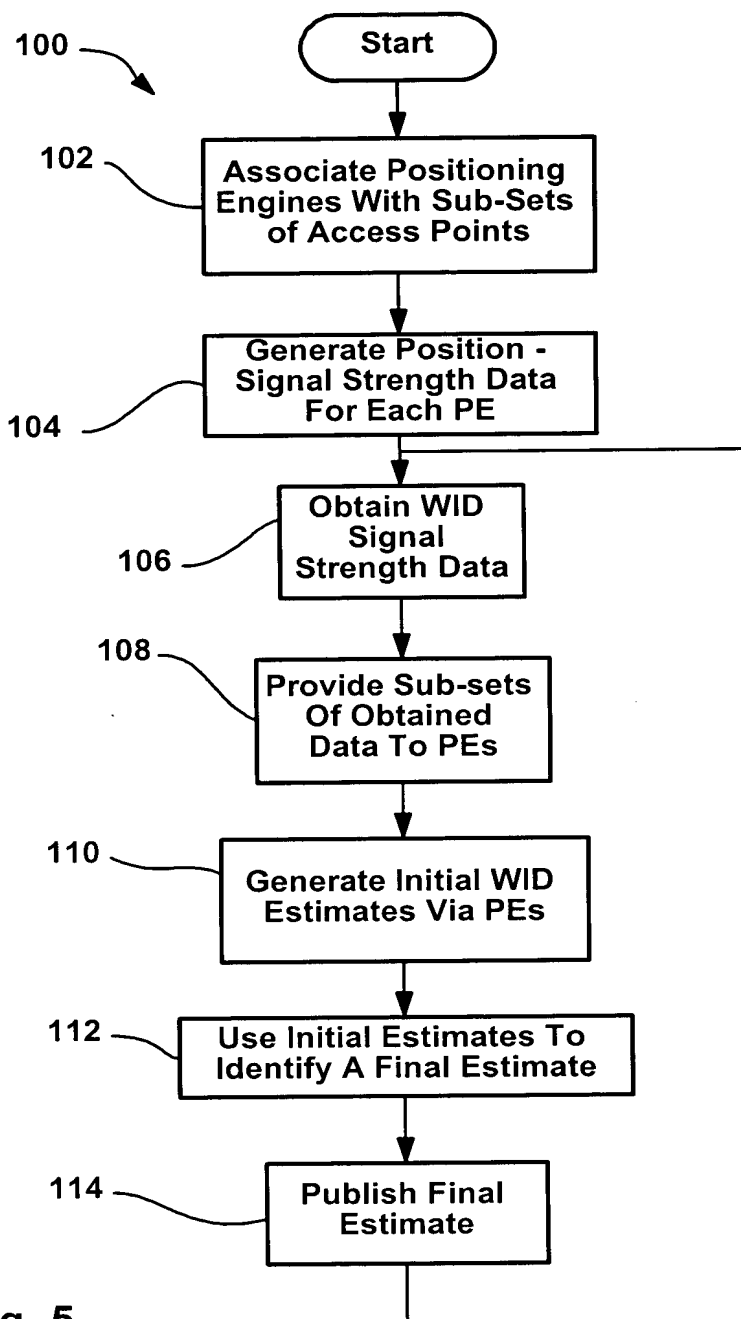 Start
100
102
Associate Positioning
Engines With Sub-Sets
of Access Points
Generate Position -
Signal Strength Data
For Each PE
104
Obtain WID
Signal
Strength Data
106
108
Provide Sub-sets
Of Obtained
Data To PEs
110
Generate Initial WID
Estimates Via PEs
112
Use Initial Estimates To
Identify A Final Estimate
114
Publish Final
Estimate
5